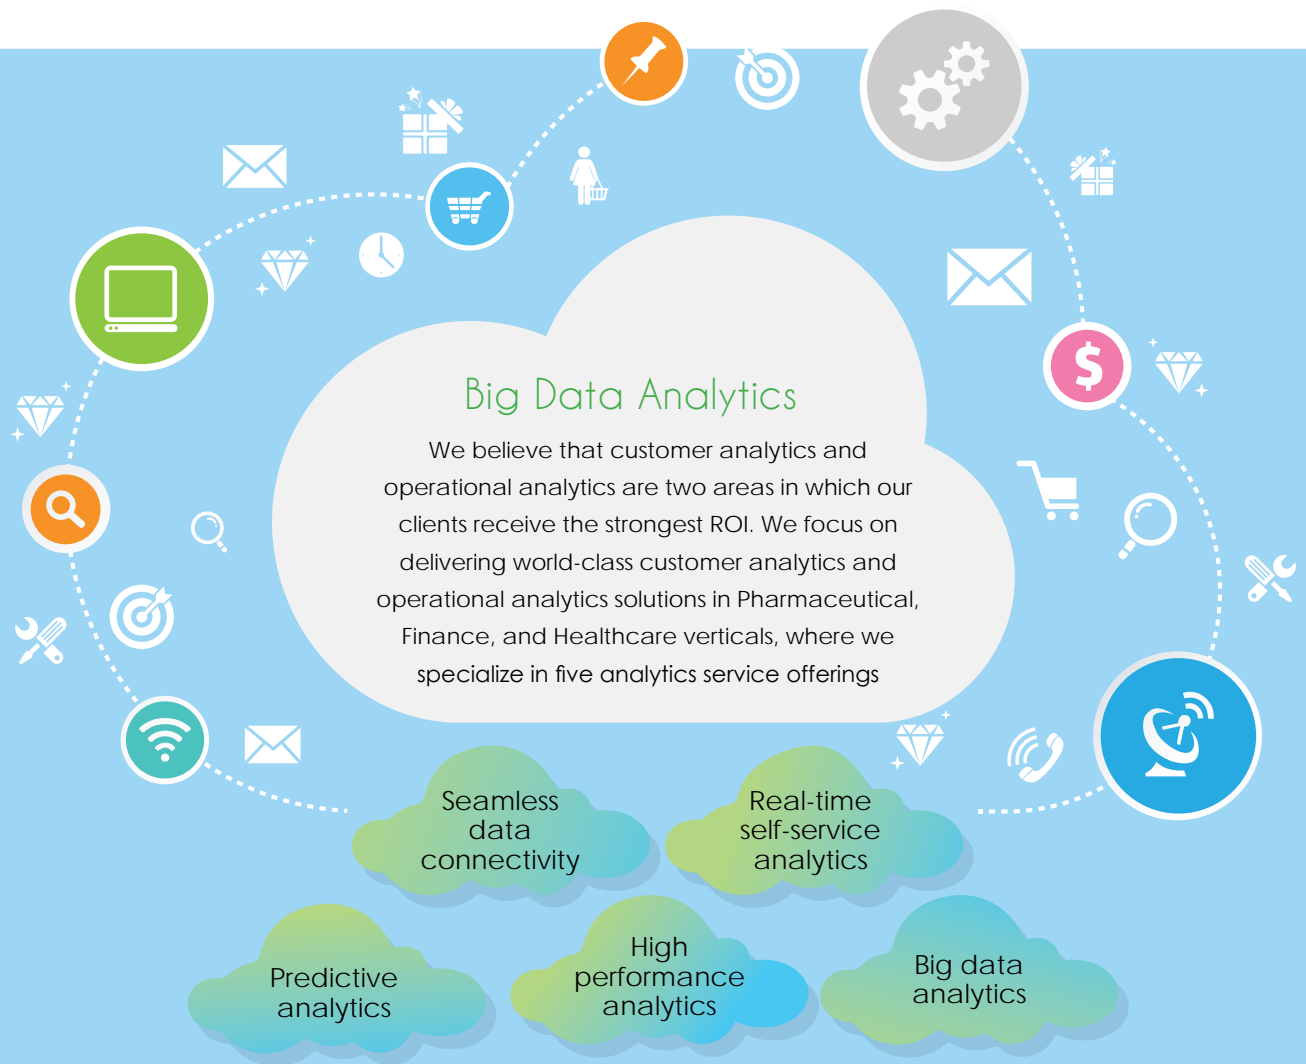 Big Data Analytics
We believe that customer analytics and
operational analytics are two areas in which our
clients receive the strongest ROI. We focus on
delivering world-class customer analytics and
operational analytics solutions in Pharmaceutical,
Finance, and Healthcare verticals, where we
specialize in five analytics service offerings
$
Seamless
data
connectivity
Real-time
self-service
analytics
Predictive
analytics
High
performance
analytics
Big data
analytics